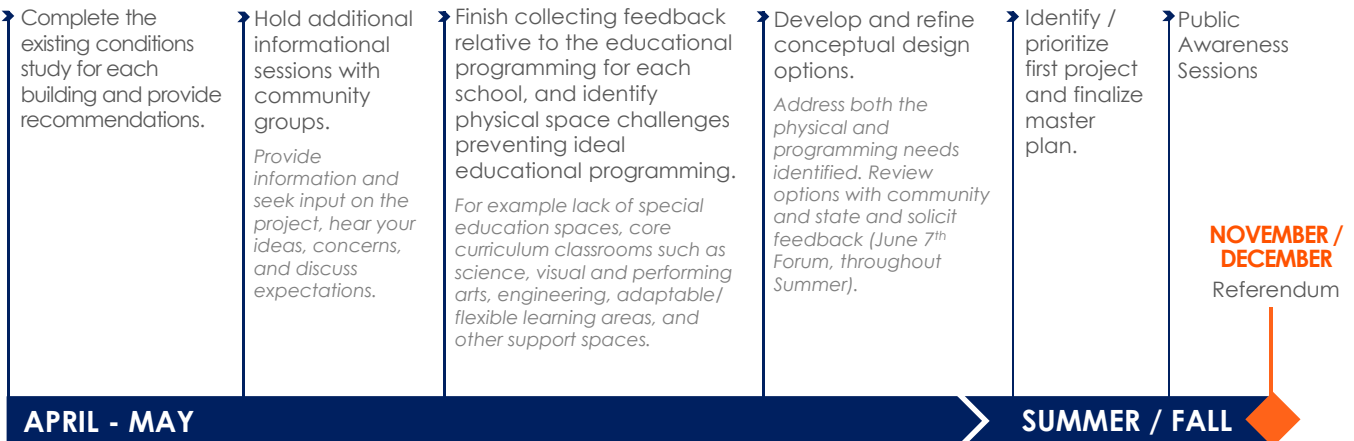 Complete the
existing conditions
study for each
building and provide
recommendations.
Hold additional
informational
sessions with
community
groups.
Provide
information and
seek input on the
project, hear your
ideas, concerns,
and discuss
expectations.
Finish collecting feedback
relative to the educational
programming for each
school, and identify
physical space challenges
preventing ideal
educational programming.
For example lack of special
education spaces, core
curriculum classrooms such as
science, visual and performing
arts, engineering, adaptable/
flexible learning areas, and
other support spaces.
Develop and refine
conceptual design
options.
Address both the
physical and
programming needs
identified. Review
options with community
and state and solicit
feedback (June 7th
Forum, throughout
Summer).
Identify /
prioritize
first project
and finalize
master
plan.
Public
Awareness
Sessions
NOVEMBER /
DECEMBER
Referendum
APRIL - MAY
SUMMER / FALL